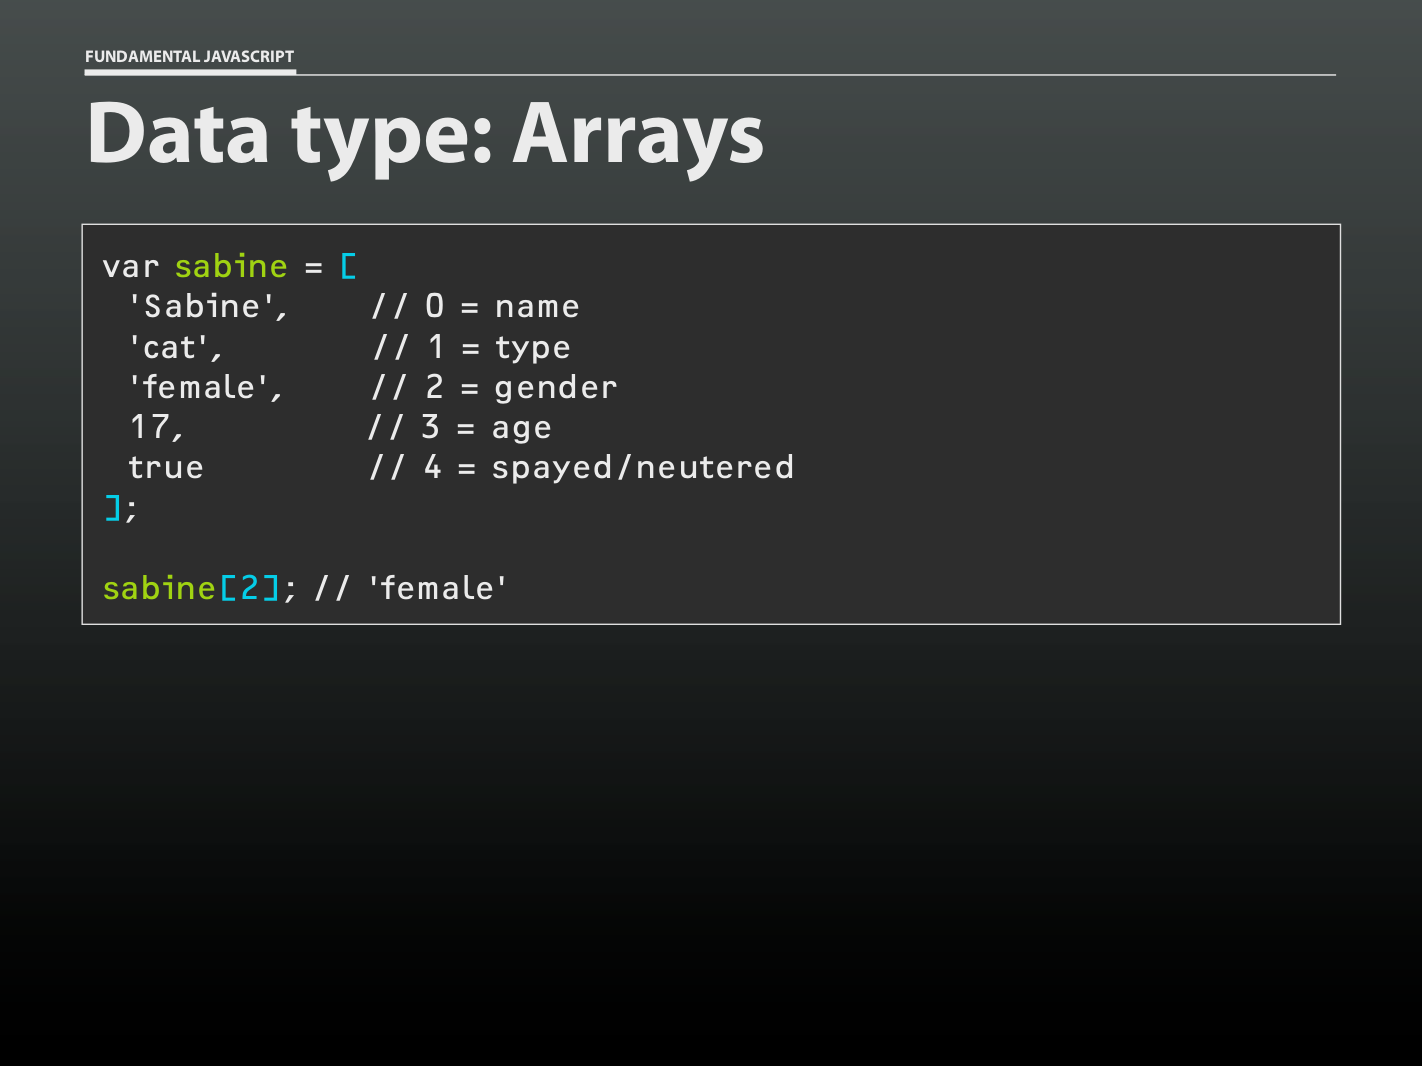 FUNDAMENTAL JAVASCRIPT
Data type: Arrays
var sabine = [
  'Sabine',     // 0 = name
  'cat',        // 1 = type
  'female',     // 2 = gender
  17,           // 3 = age
  true          // 4 = spayed/neutered
];

sabine[2]; // 'female'